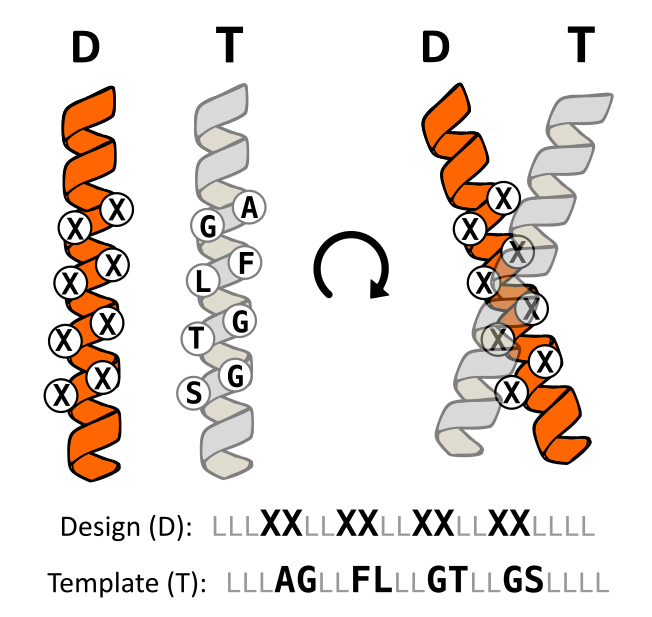 D T D T
X X
G A
X X
L F
X X
T G
X X
S G
X
X
X
X
X
X
X
X
Design (D): LLLXXLLXXLLXXLLXXLLLL
Template (T): LLLAGLLFLLLGTLLGSLLLL